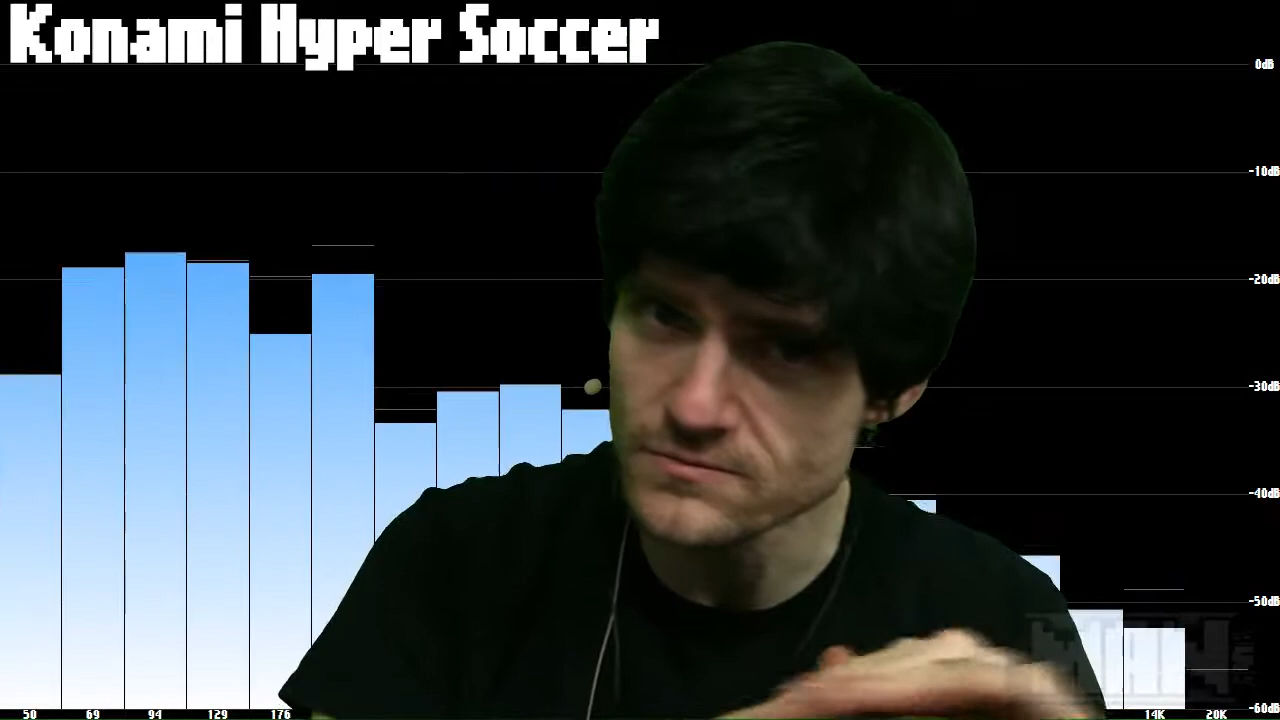 Konami Hyper Soccer
0dB
-10dB
-20dB
-30dB
-40dB
-50dB
-60dB
50 69 94 129 176 14K 20K